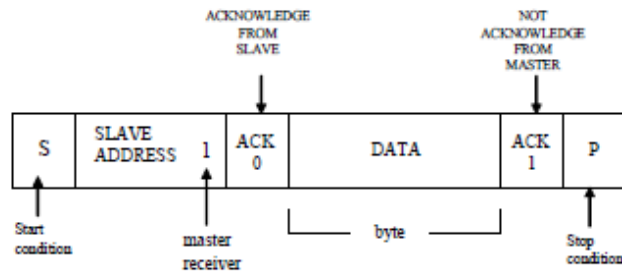 ACKNOWLEDGE
FROM
SLAVE
NOT
ACKNOWLEDGE
FROM
MASTER
S
SLAVE
ADDRESS 1
ACK
0
DATA
ACK
1
P
Start
condition
master
receiver
byte
Stop
condition